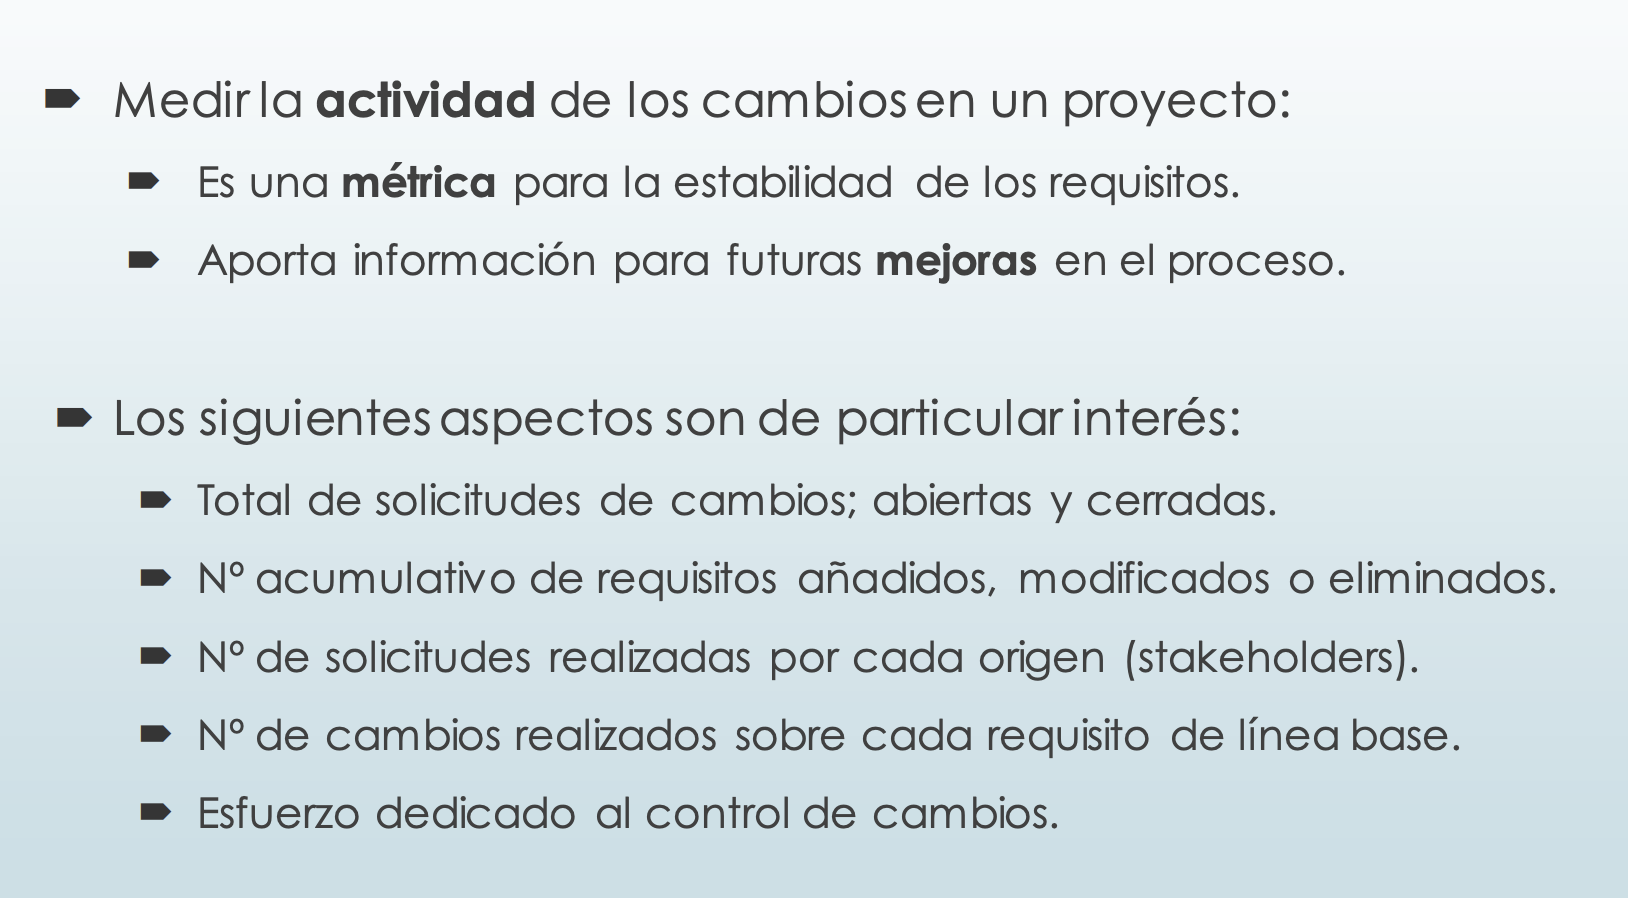 Medir la actividad de los cambios en un proyecto:
Es una métrica para la estabilidad de los requisitos.
Aporta información para futuras mejoras en el proceso.
Los siguientes aspectos son de particular interés:
Total de solicitudes de cambios; abiertas y cerradas.
Nº acumulativo de requisitos añadidos, modificados o eliminados.
Nº de solicitudes realizadas por cada origen (stakeholders).
Nº de cambios realizados sobre cada requisito de línea base.
Esfuerzo dedicado al control de cambios.